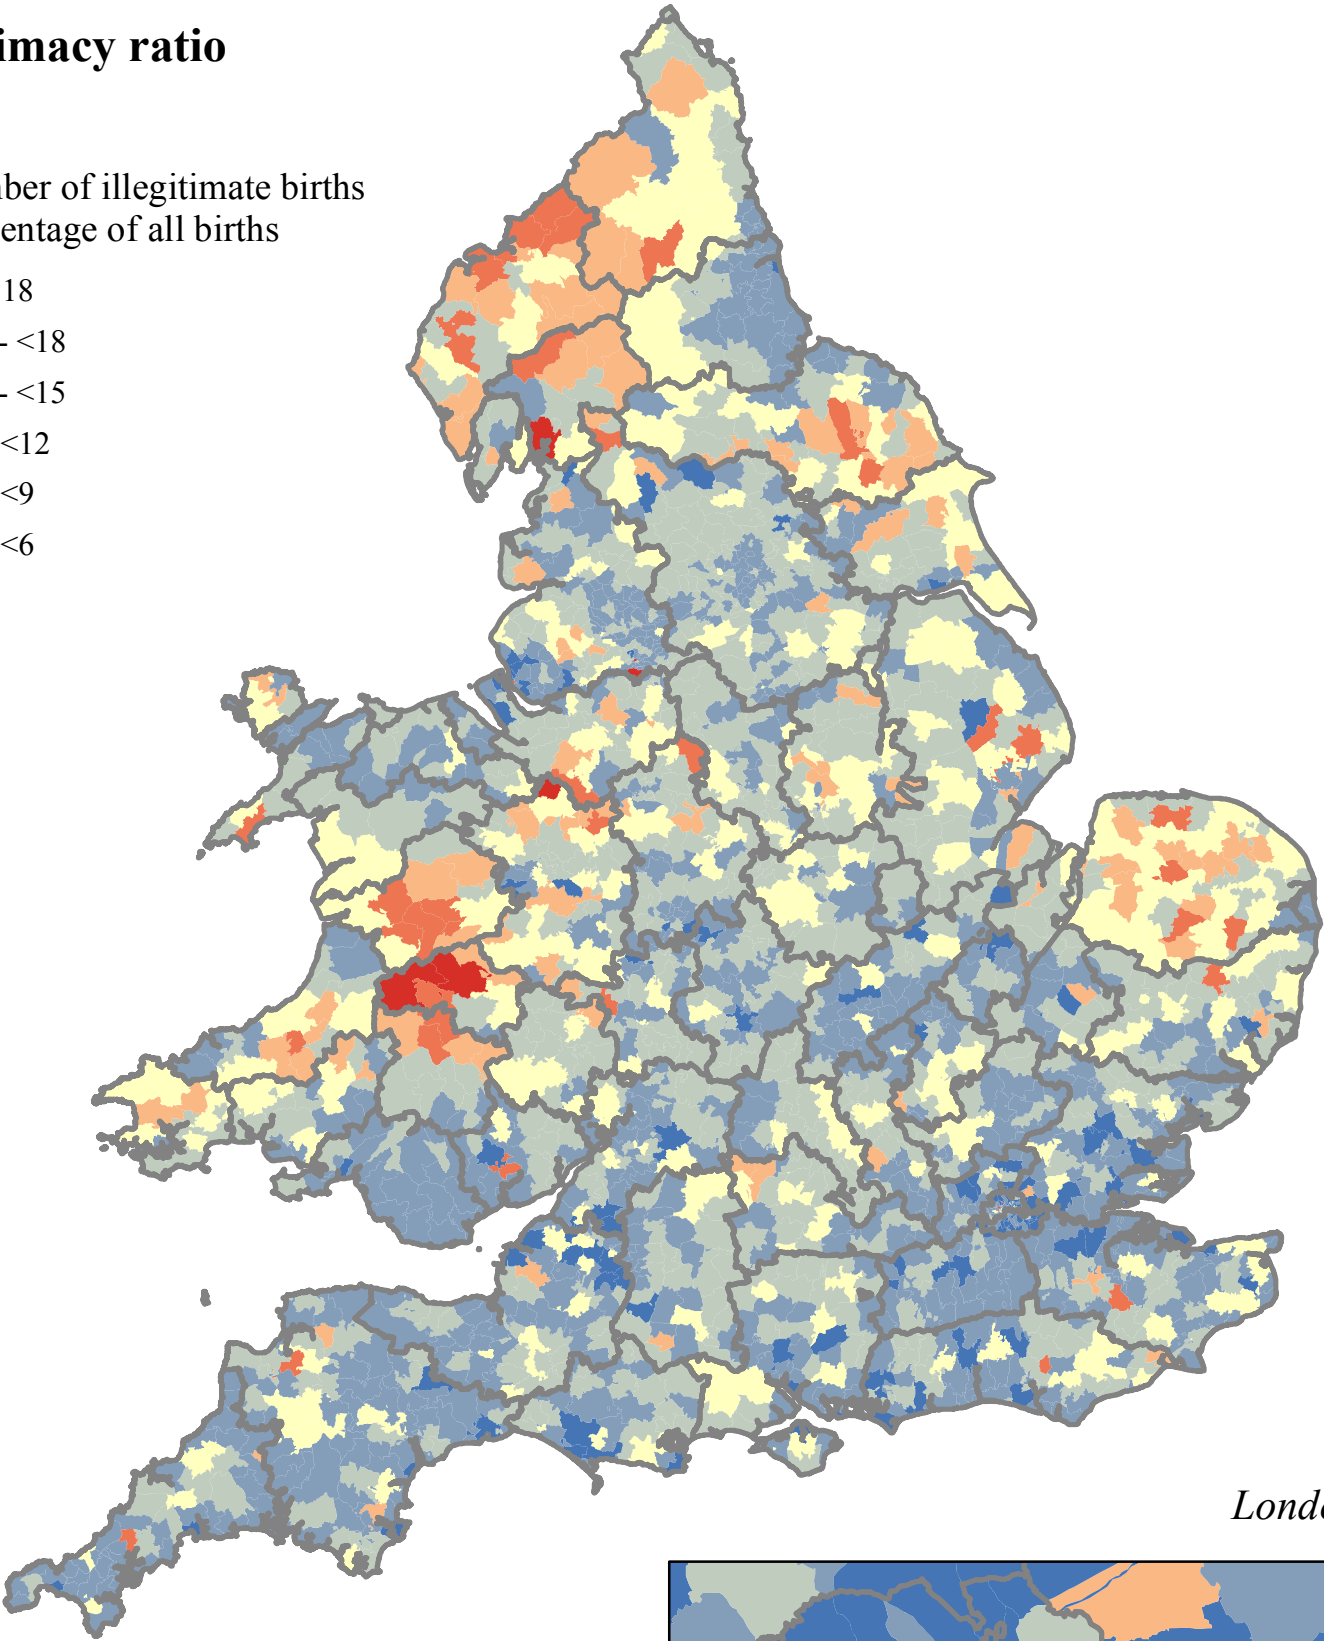 imacy ratio
ber of illegitimate births
entage of all births
18
- <18
- <15
<12
<9
<6
Londo